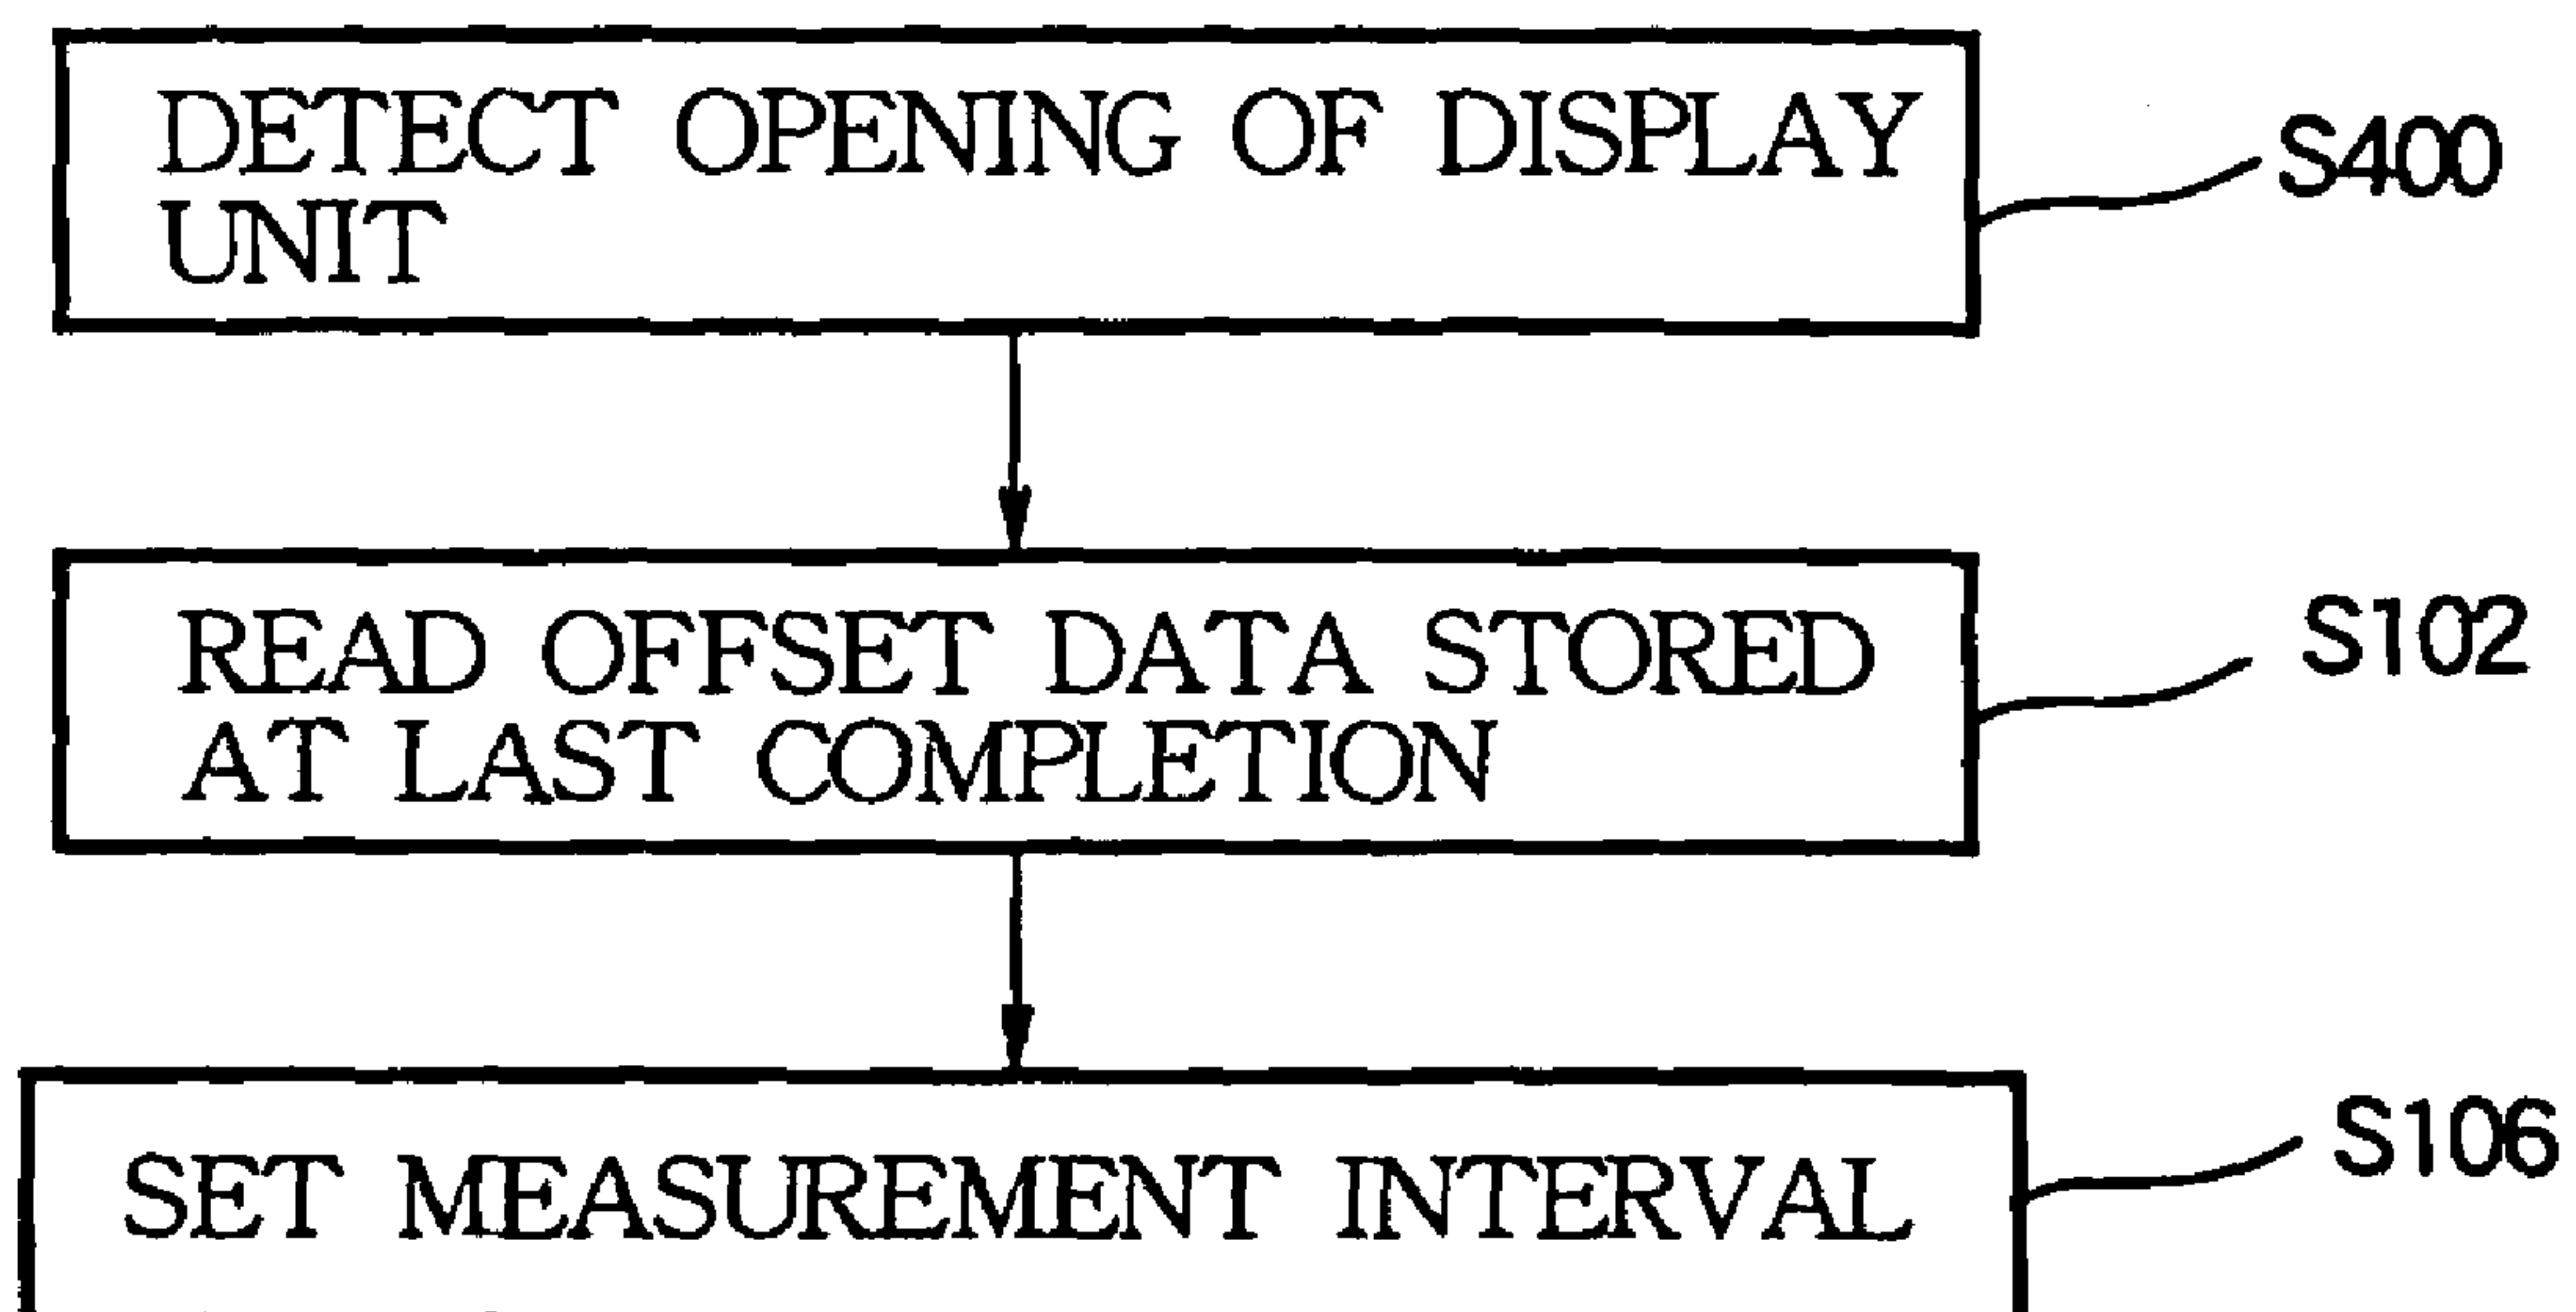 DETECT OPENING OF DISPLAY
UNIT
S400
READ OFFSET DATA STORED
AT LAST COMPLETION
S102
SET MEASUREMENT INTERVAL
S106